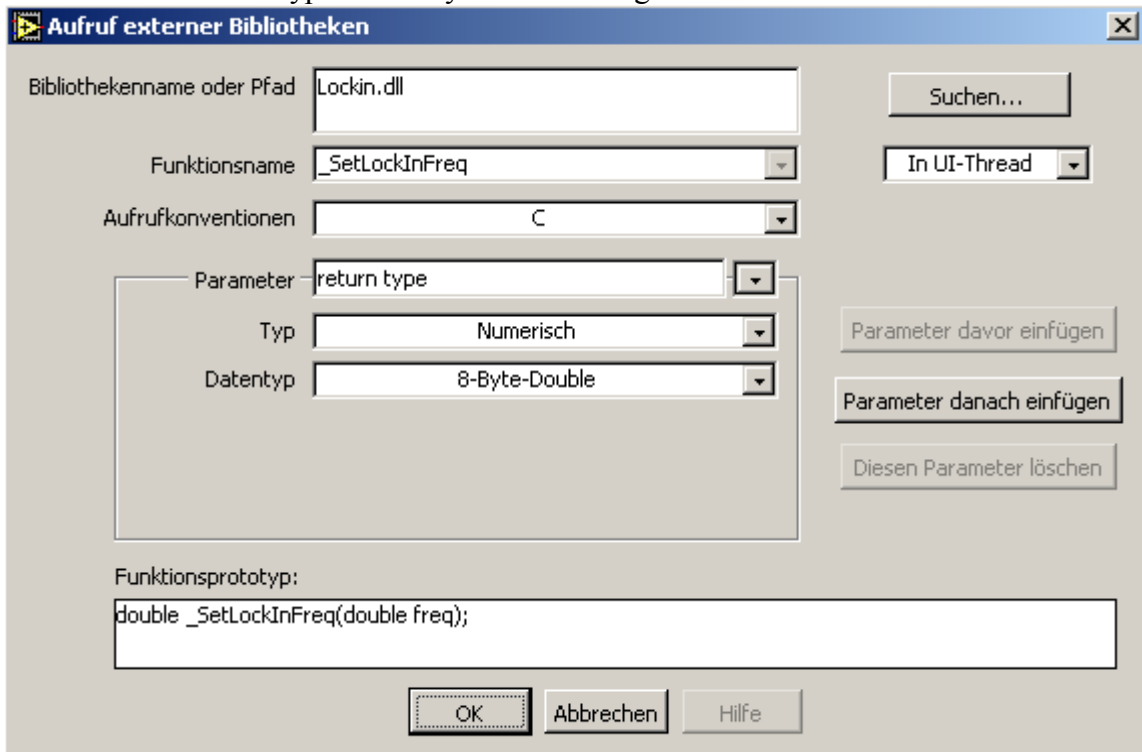 Aufruf externer Bibliotheken
Bibliothekenname oder Pfad Lockin.dll Suchen...
Funktionsname _SetLockInFreq In UI-Thread
Aufrufkonventionen C
Parameter return type
Typ Numerisch Parameter davor einfügen
Datentyp 8-Byte-Double Parameter danach einfügen
Diesen Parameter löschen
Funktionsprototyp:
double _SetLockInFreq(double freq);
OK Abbrechen Hilfe